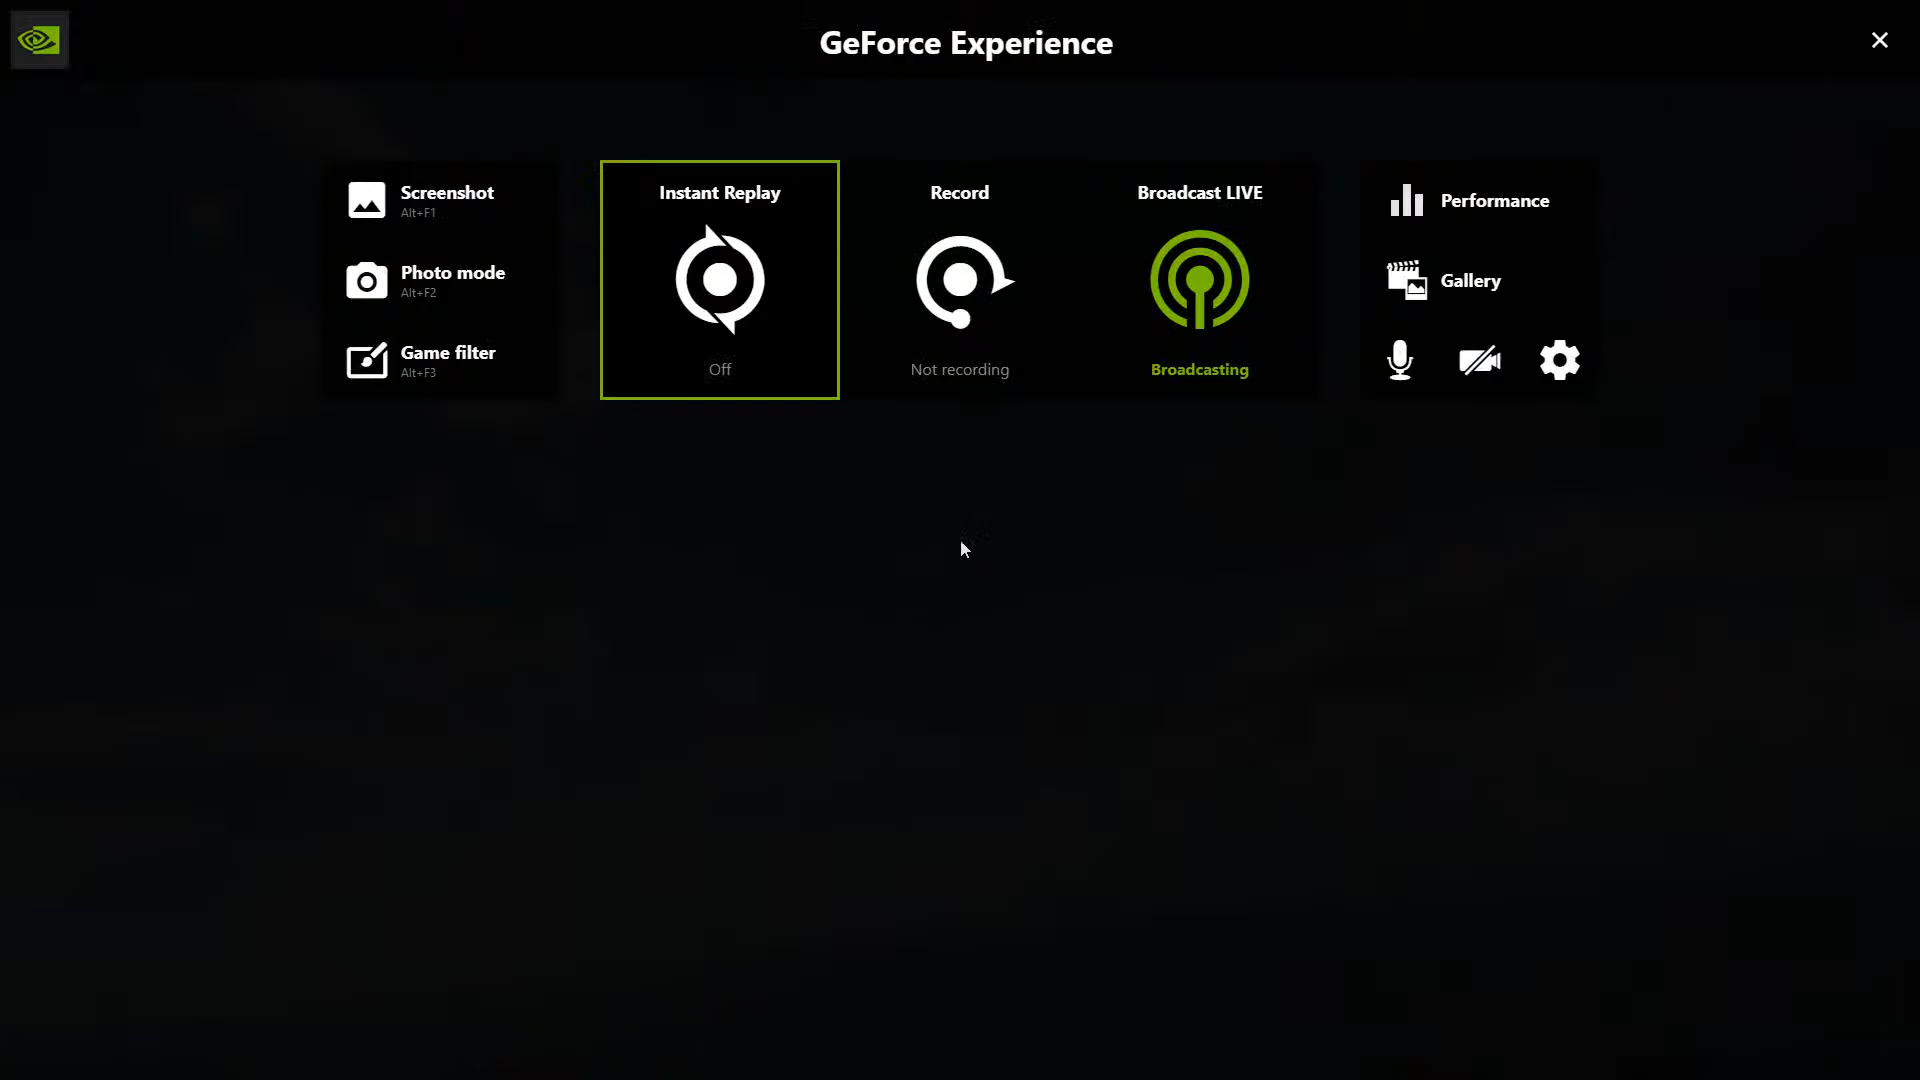 GeForce Experience
Screenshot
Alt+F1
Photo mode
Alt+F2
Game filter
Alt+F3
Instant Replay
Off
Record
Not recording
Broadcast LIVE
Broadcasting
Performance
Gallery